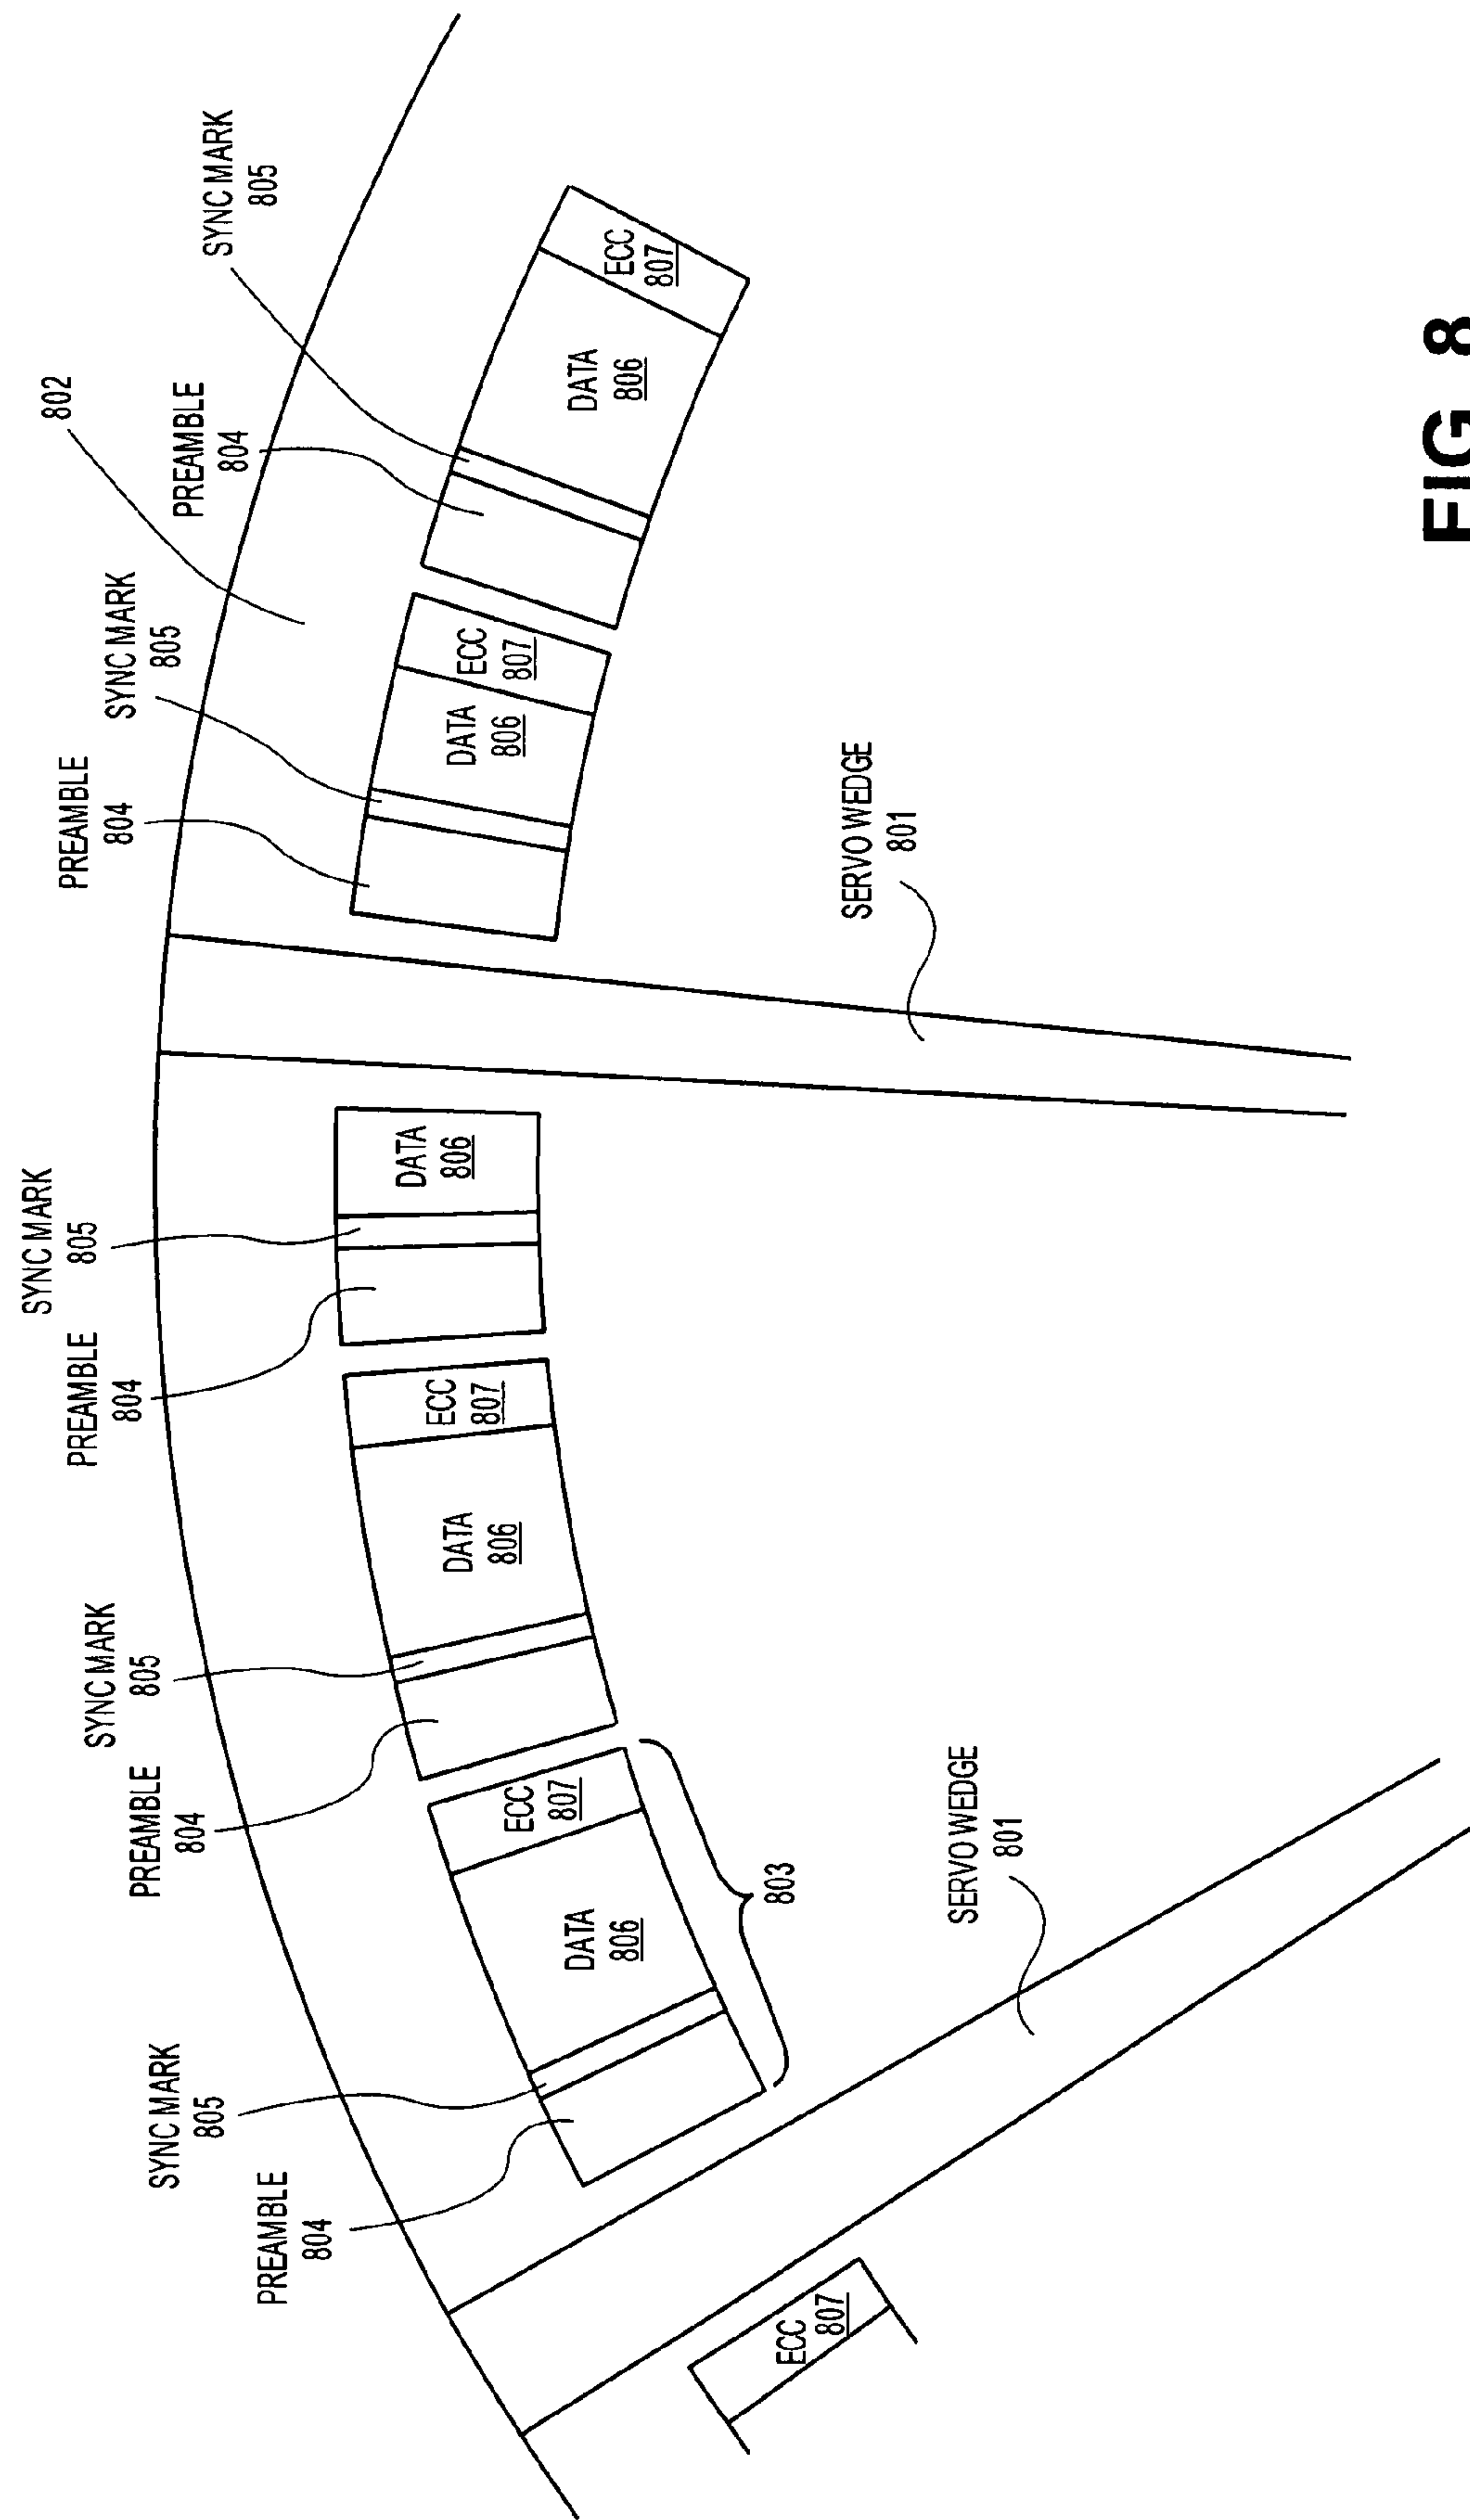 PREAMBLE
804
SYNC MARK
805
PREAMBLE
804
SYNC MARK
805
PREAMBLE
804
SYNC MARK
805
PREAMBLE
804
SYNC MARK
805
802
PREAMBLE
804
SYNC MARK
805
ECC
807
DATA
806
ECC
807
DATA
806
ECC
807
DATA
806
DATA
806
ECC
807
DATA
806
ECC
807
803
SERVO WEDGE
801
SERVO WEDGE
801
FIG 8